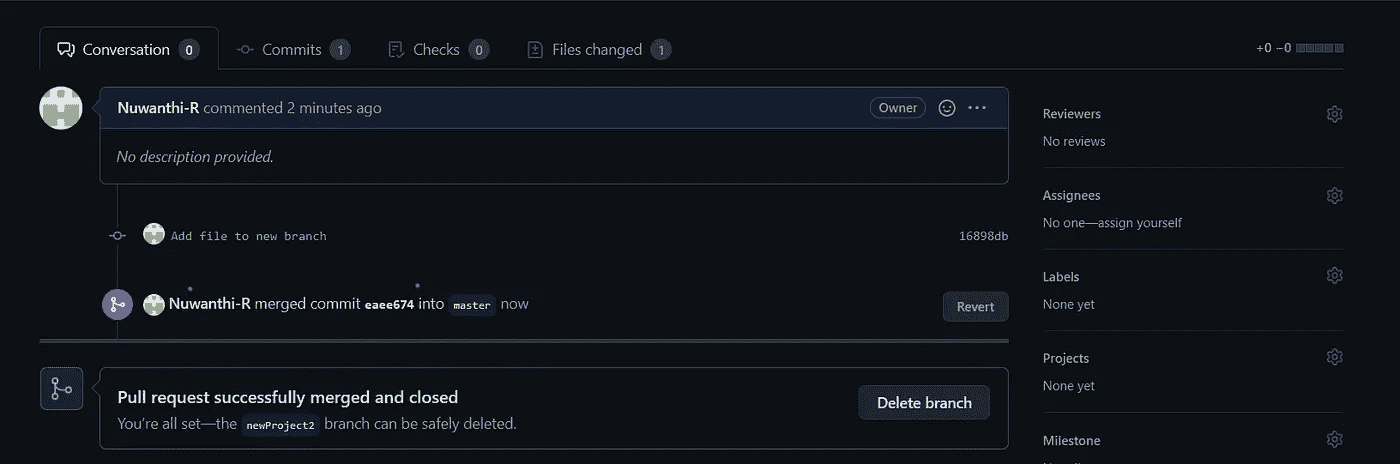 Conversation 0 Commits 1 Checks 0 Files changed 1 +0 −0
Nuwanthi-R commented 2 minutes ago Owner
No description provided.
Add file to new branch 16898db
Nuwanthi-R merged commit eaee674 into master now Revert
Pull request successfully merged and closed
You're all set—the newProject2 branch can be safely deleted.
Delete branch
Reviewers
No reviews
Assignees
No one—assign yourself
Labels
None yet
Projects
None yet
Milestone